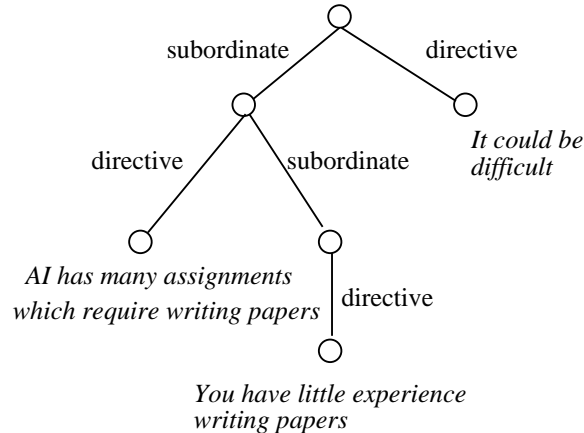 subordinate
directive
It could be
difficult
directive
subordinate
AI has many assignments
which require writing papers
directive
You have little experience
writing papers